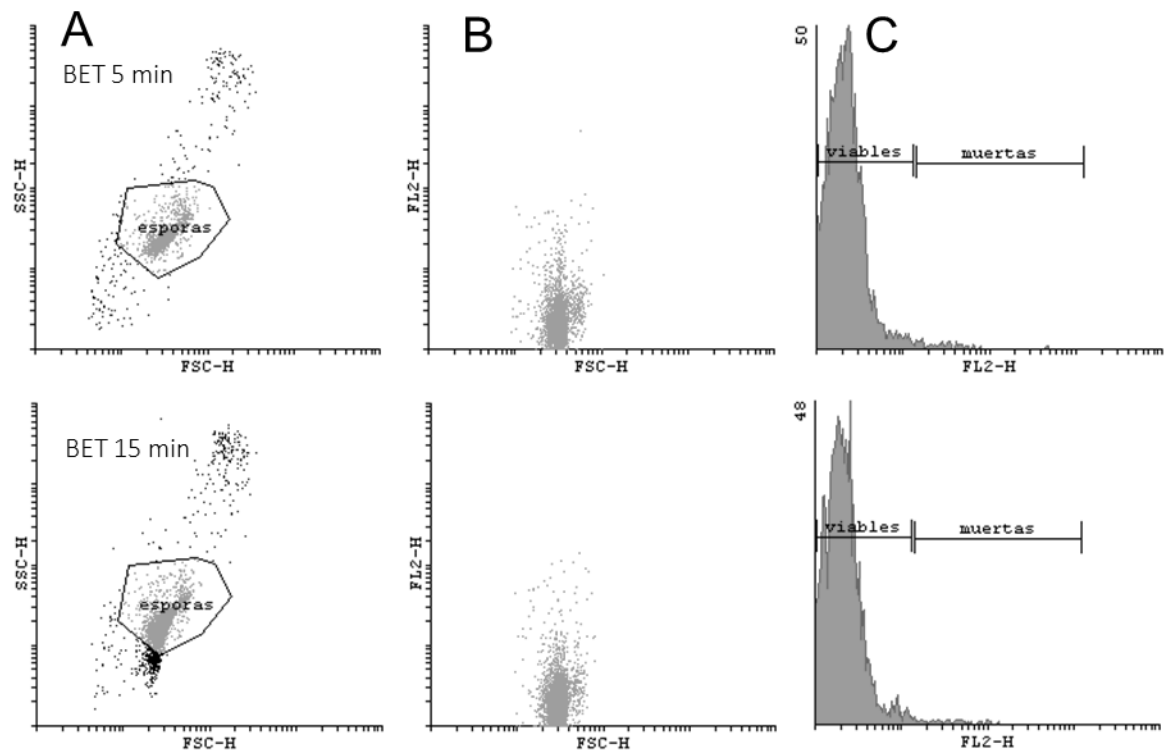 A
B
C
BET 5 min
SSC-H
esporas
FSC-H
FL2-H
FSC-H
50
viables
muertas
FL2-H
BET 15 min
SSC-H
esporas
FSC-H
FL2-H
FSC-H
48
viables
muertas
FL2-H